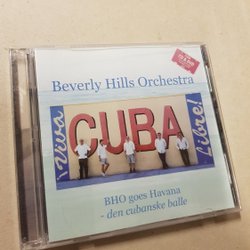 Beverly Hills Orchestra
¡Viva
CUBA
libre!
BHO goes Havana
- den cubanske balle